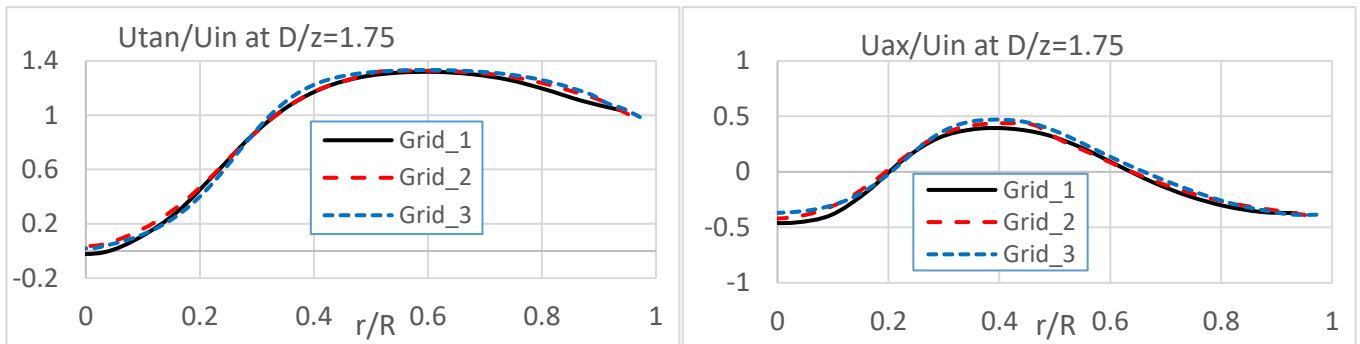 Utan/Uin at D/z=1.75
1.4
1
0.6
0.2
-0.2
0 0.2 0.4 0.6 0.8 1
r/R
Grid_1
Grid_2
Grid_3
Uax/Uin at D/z=1.75
1
0.5
0
-0.5
-1
0 0.2 0.4 0.6 0.8 1
r/R
Grid_1
Grid_2
Grid_3